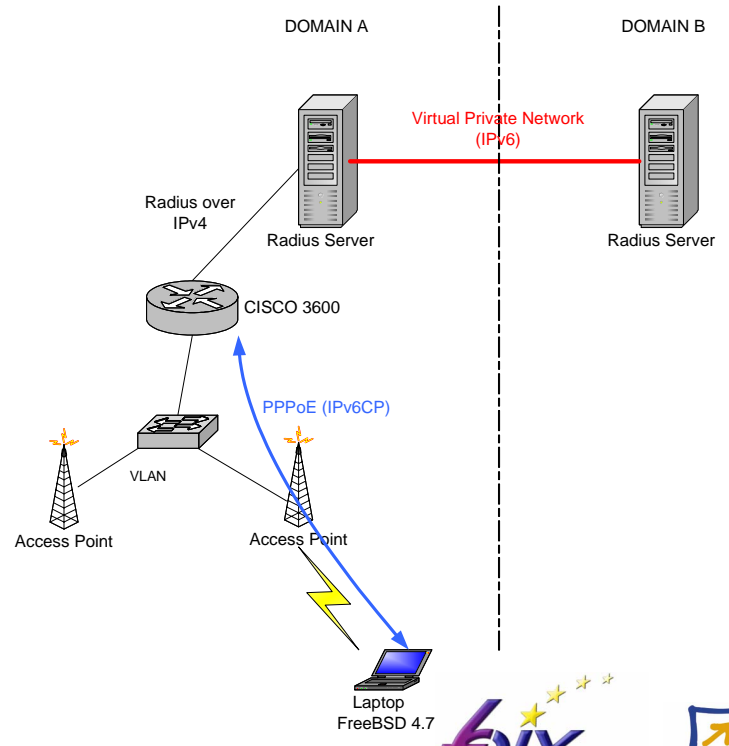 DOMAIN A
DOMAIN B
Virtual Private Network
(IPv6)
Radius over
IPv4
Radius Server
Radius Server
CISCO 3600
PPPoE (IPv6CP)
VLAN
Access Point
Access Point
Laptop
FreeBSD 4.7